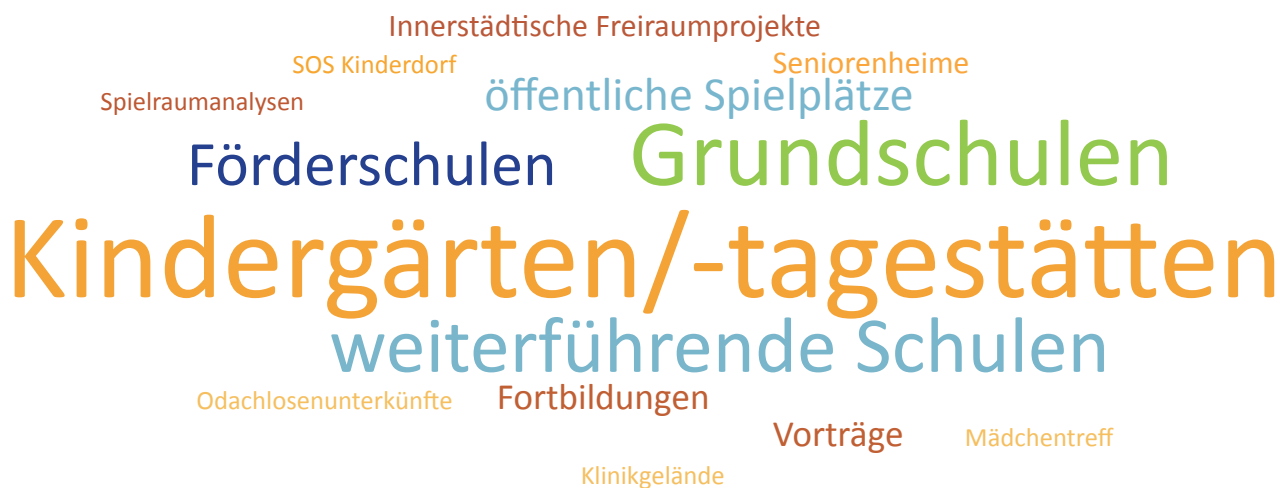 Innerstädtische Freiraumprojekte
SOS Kinderdorf
Seniorenheime
Spielraumanalysen
öffentliche Spielplätze
Förderschulen
Grundschulen
Kindergärten/-tagestätten
weiterführende Schulen
Odachlosenunterkünfte
Fortbildungen
Vorträge
Mädchentreff
Klinikgelände